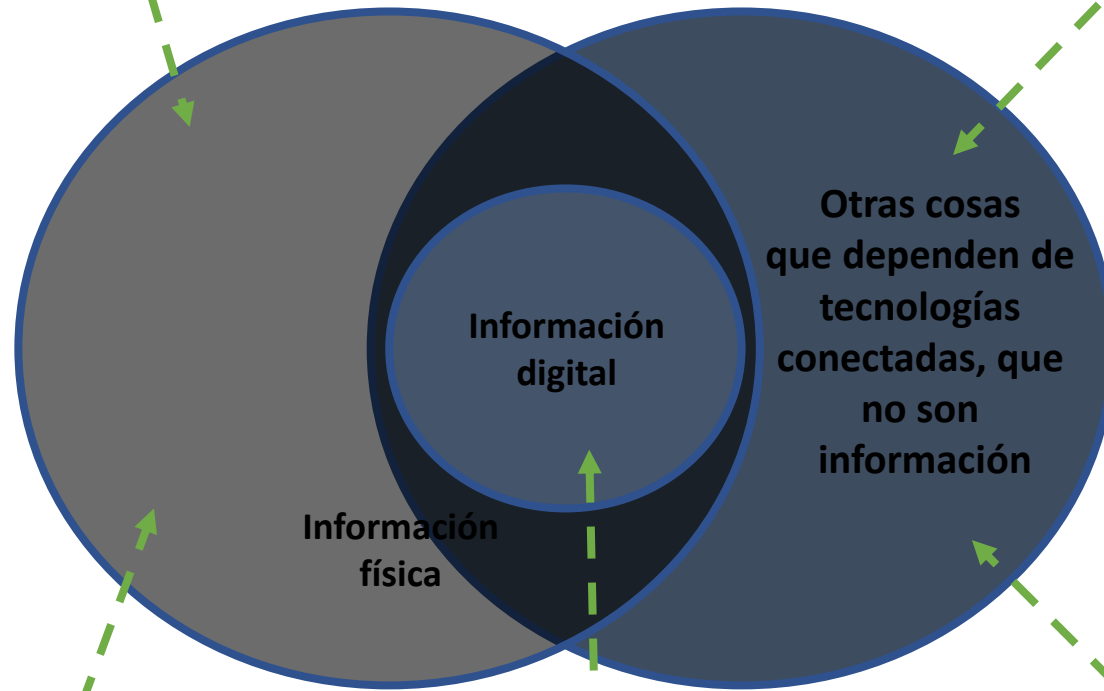 Otras cosas
que dependen de
tecnologías
conectadas, que
no son
información
Información
digital
Información
física